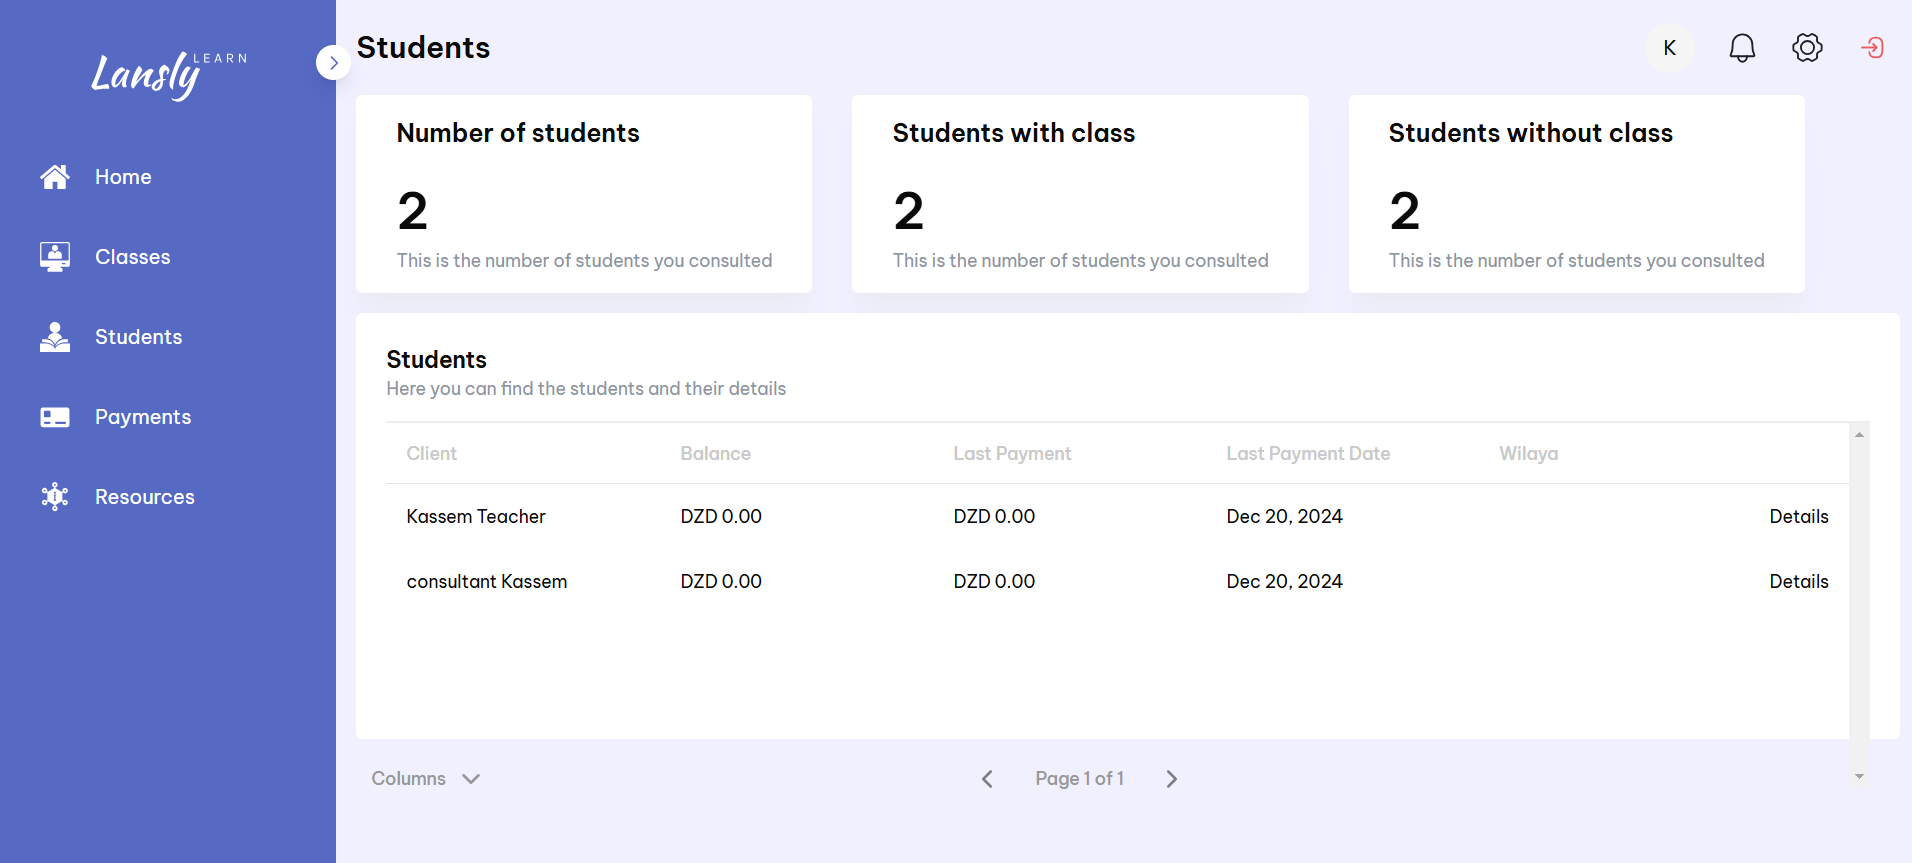 Lansly LEARN
Home
Classes
Students
Payments
Resources
Students
K
Number of students
2
This is the number of students you consulted
Students with class
2
This is the number of students you consulted
Students without class
2
This is the number of students you consulted
Students
Here you can find the students and their details
Client Balance Last Payment Last Payment Date Wilaya
Kassem Teacher DZD 0.00 DZD 0.00 Dec 20, 2024 Details
consultant Kassem DZD 0.00 DZD 0.00 Dec 20, 2024 Details
Columns
Page 1 of 1